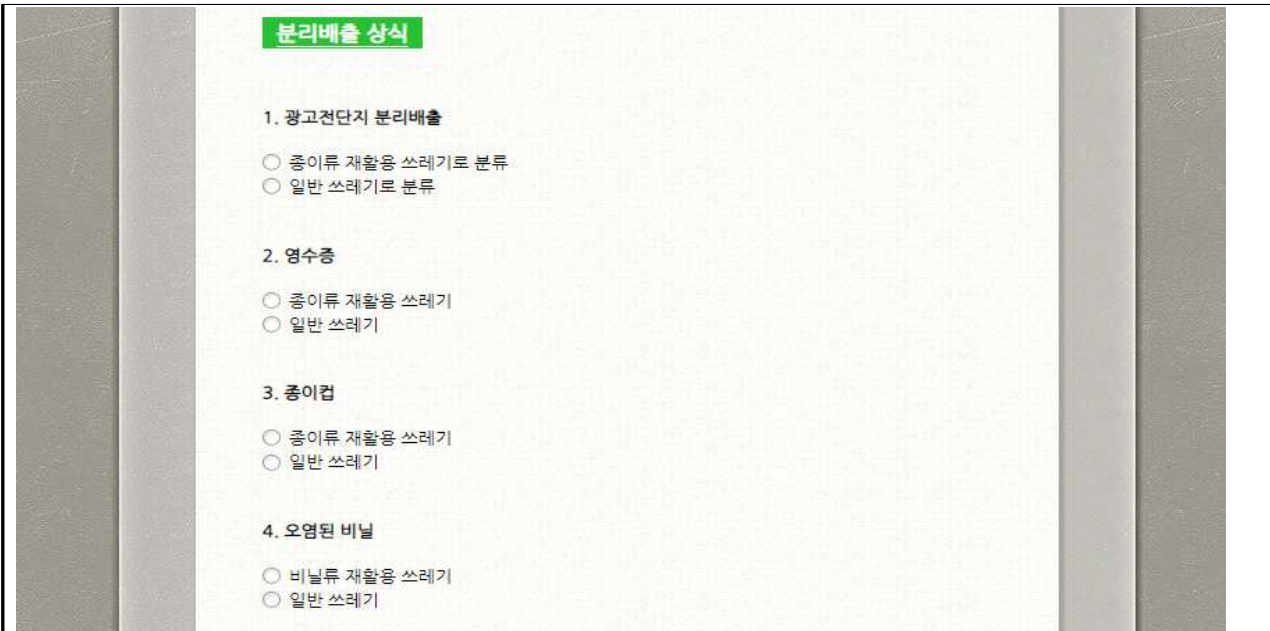 분리배출 상식
1. 광고전단지 분리배출
종이류 재활용 쓰레기로 분류
일반 쓰레기로 분류
2. 영수증
종이류 재활용 쓰레기
일반 쓰레기
3. 종이컵
종이류 재활용 쓰레기
일반 쓰레기
4. 오염된 비닐
비닐류 재활용 쓰레기
일반 쓰레기